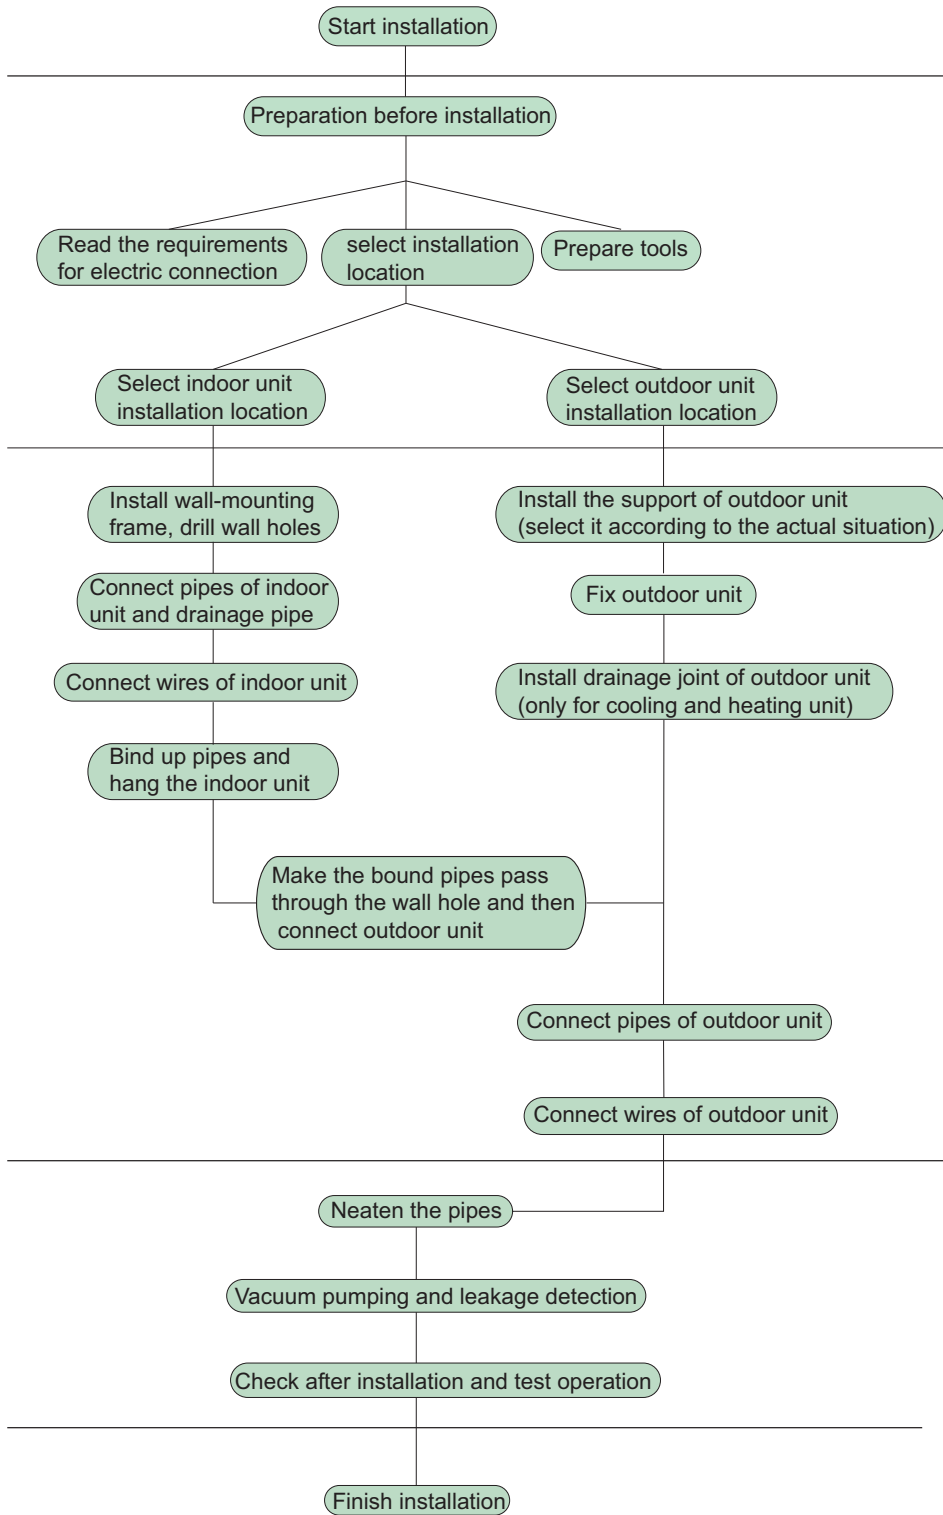 Start installation
Preparation before installation
Read the requirements
for electric connection
select installation
location
Prepare tools
Select indoor unit
installation location
Select outdoor unit
installation location
Install wall-mounting
frame, drill wall holes
Connect pipes of indoor
unit and drainage pipe
Connect wires of indoor unit
Bind up pipes and
hang the indoor unit
Install the support of outdoor unit
(select it according to the actual situation)
Fix outdoor unit
Install drainage joint of outdoor unit
(only for cooling and heating unit)
Make the bound pipes pass
through the wall hole and then
connect outdoor unit
Connect pipes of outdoor unit
Connect wires of outdoor unit
Neaten the pipes
Vacuum pumping and leakage detection
Check after installation and test operation
Finish installation